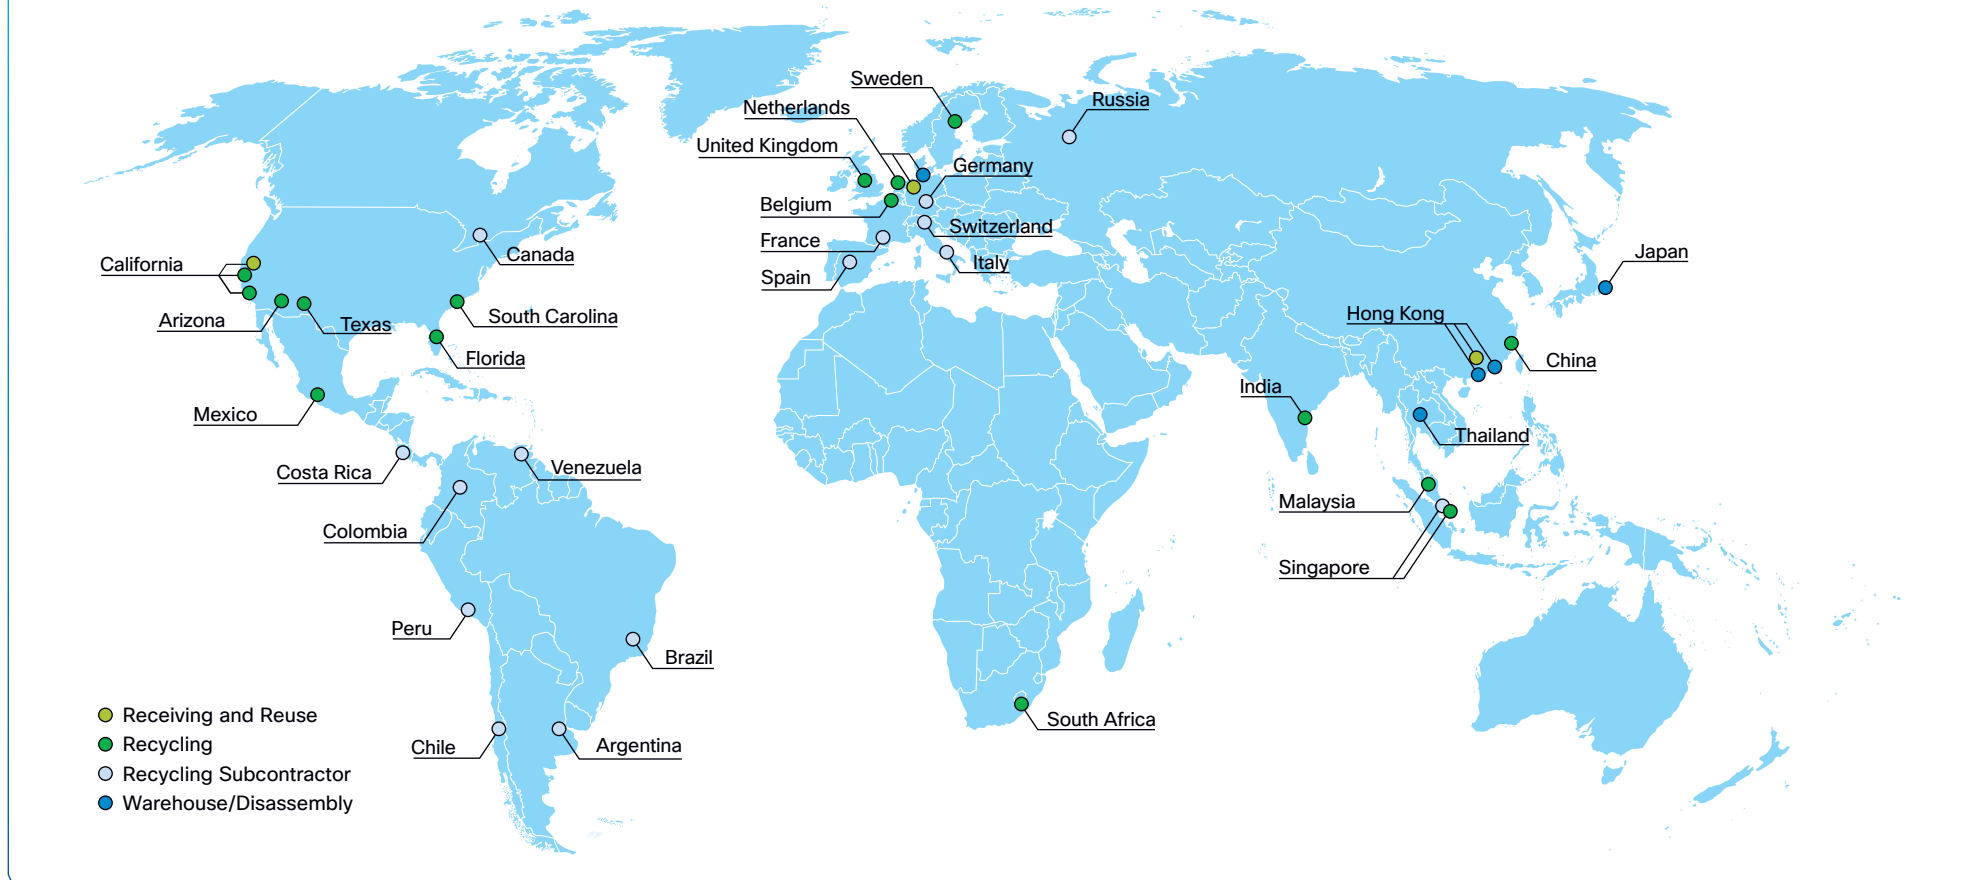 Sweden
Netherlands
Russia
United Kingdom
Germany
Belgium
Switzerland
France
Italy
Spain
Canada
California
Arizona
Texas
South Carolina
Florida
Mexico
Costa Rica
Venezuela
Colombia
Peru
Brazil
Chile
Argentina
South Africa
Japan
Hong Kong
China
India
Thailand
Malaysia
Singapore
Receiving and Reuse
Recycling
Recycling Subcontractor
Warehouse/Disassembly